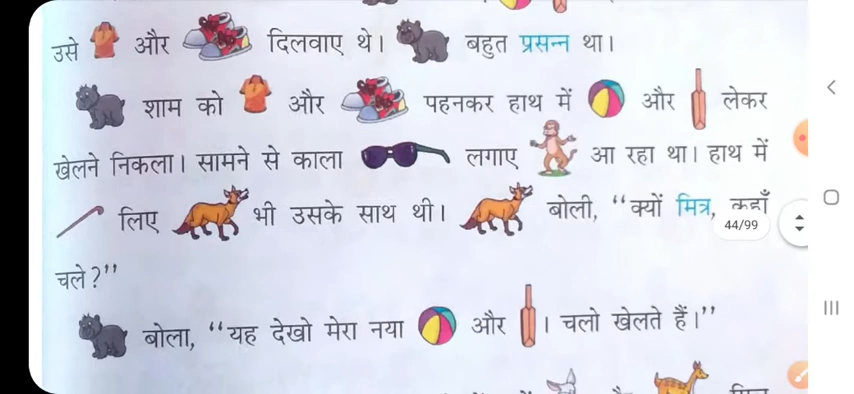 उसे और दिलवाए थे। बहुत प्रसन्न था।
शाम को और पहनकर हाथ में और लेकर
खेलने निकला। सामने से काला लगाए आ रहा था। हाथ में
लिए भी उसके साथ थी। बोली, “क्यों मित्र, कहाँ
44/99
चले?”
बोला, “यह देखो मेरा नया और । चलो खेलते हैं।”